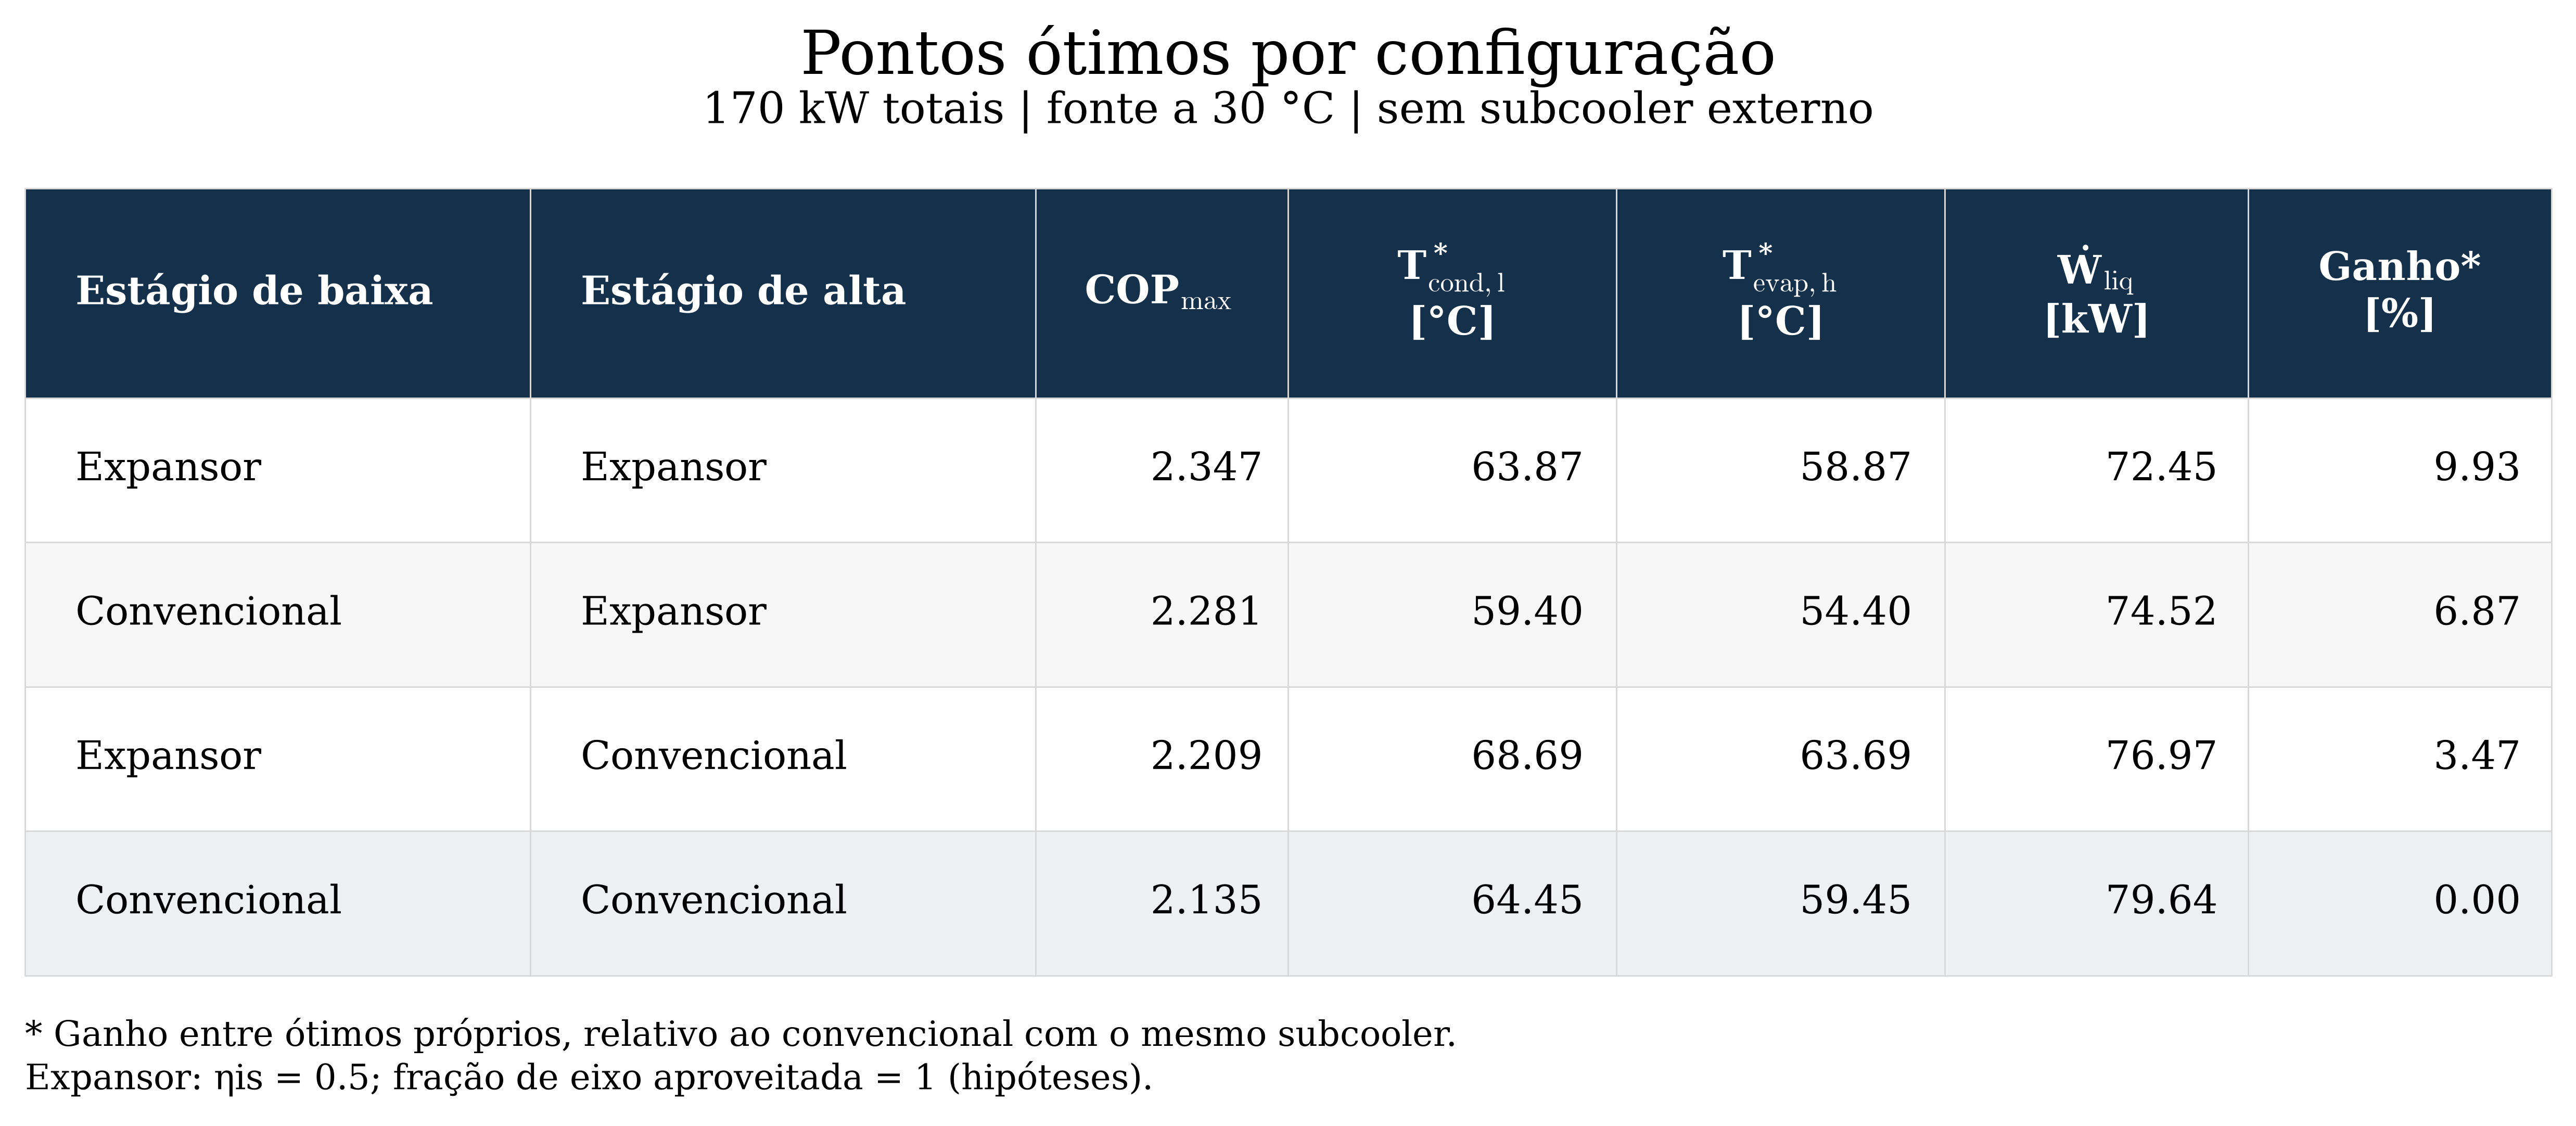 Pontos ótimos por configuração
170 kW totais | fonte a 30 °C | sem subcooler externo
Estágio de baixa Estágio de alta COPmax T*cond, l [°C] T*evap, h [°C] Ẇliq [kW] Ganho* [%]
Expansor Expansor 2.347 63.87 58.87 72.45 9.93
Convencional Expansor 2.281 59.40 54.40 74.52 6.87
Expansor Convencional 2.209 68.69 63.69 76.97 3.47
Convencional Convencional 2.135 64.45 59.45 79.64 0.00
* Ganho entre ótimos próprios, relativo ao convencional com o mesmo subcooler.
Expansor: ηis = 0.5; fração de eixo aproveitada = 1 (hipóteses).